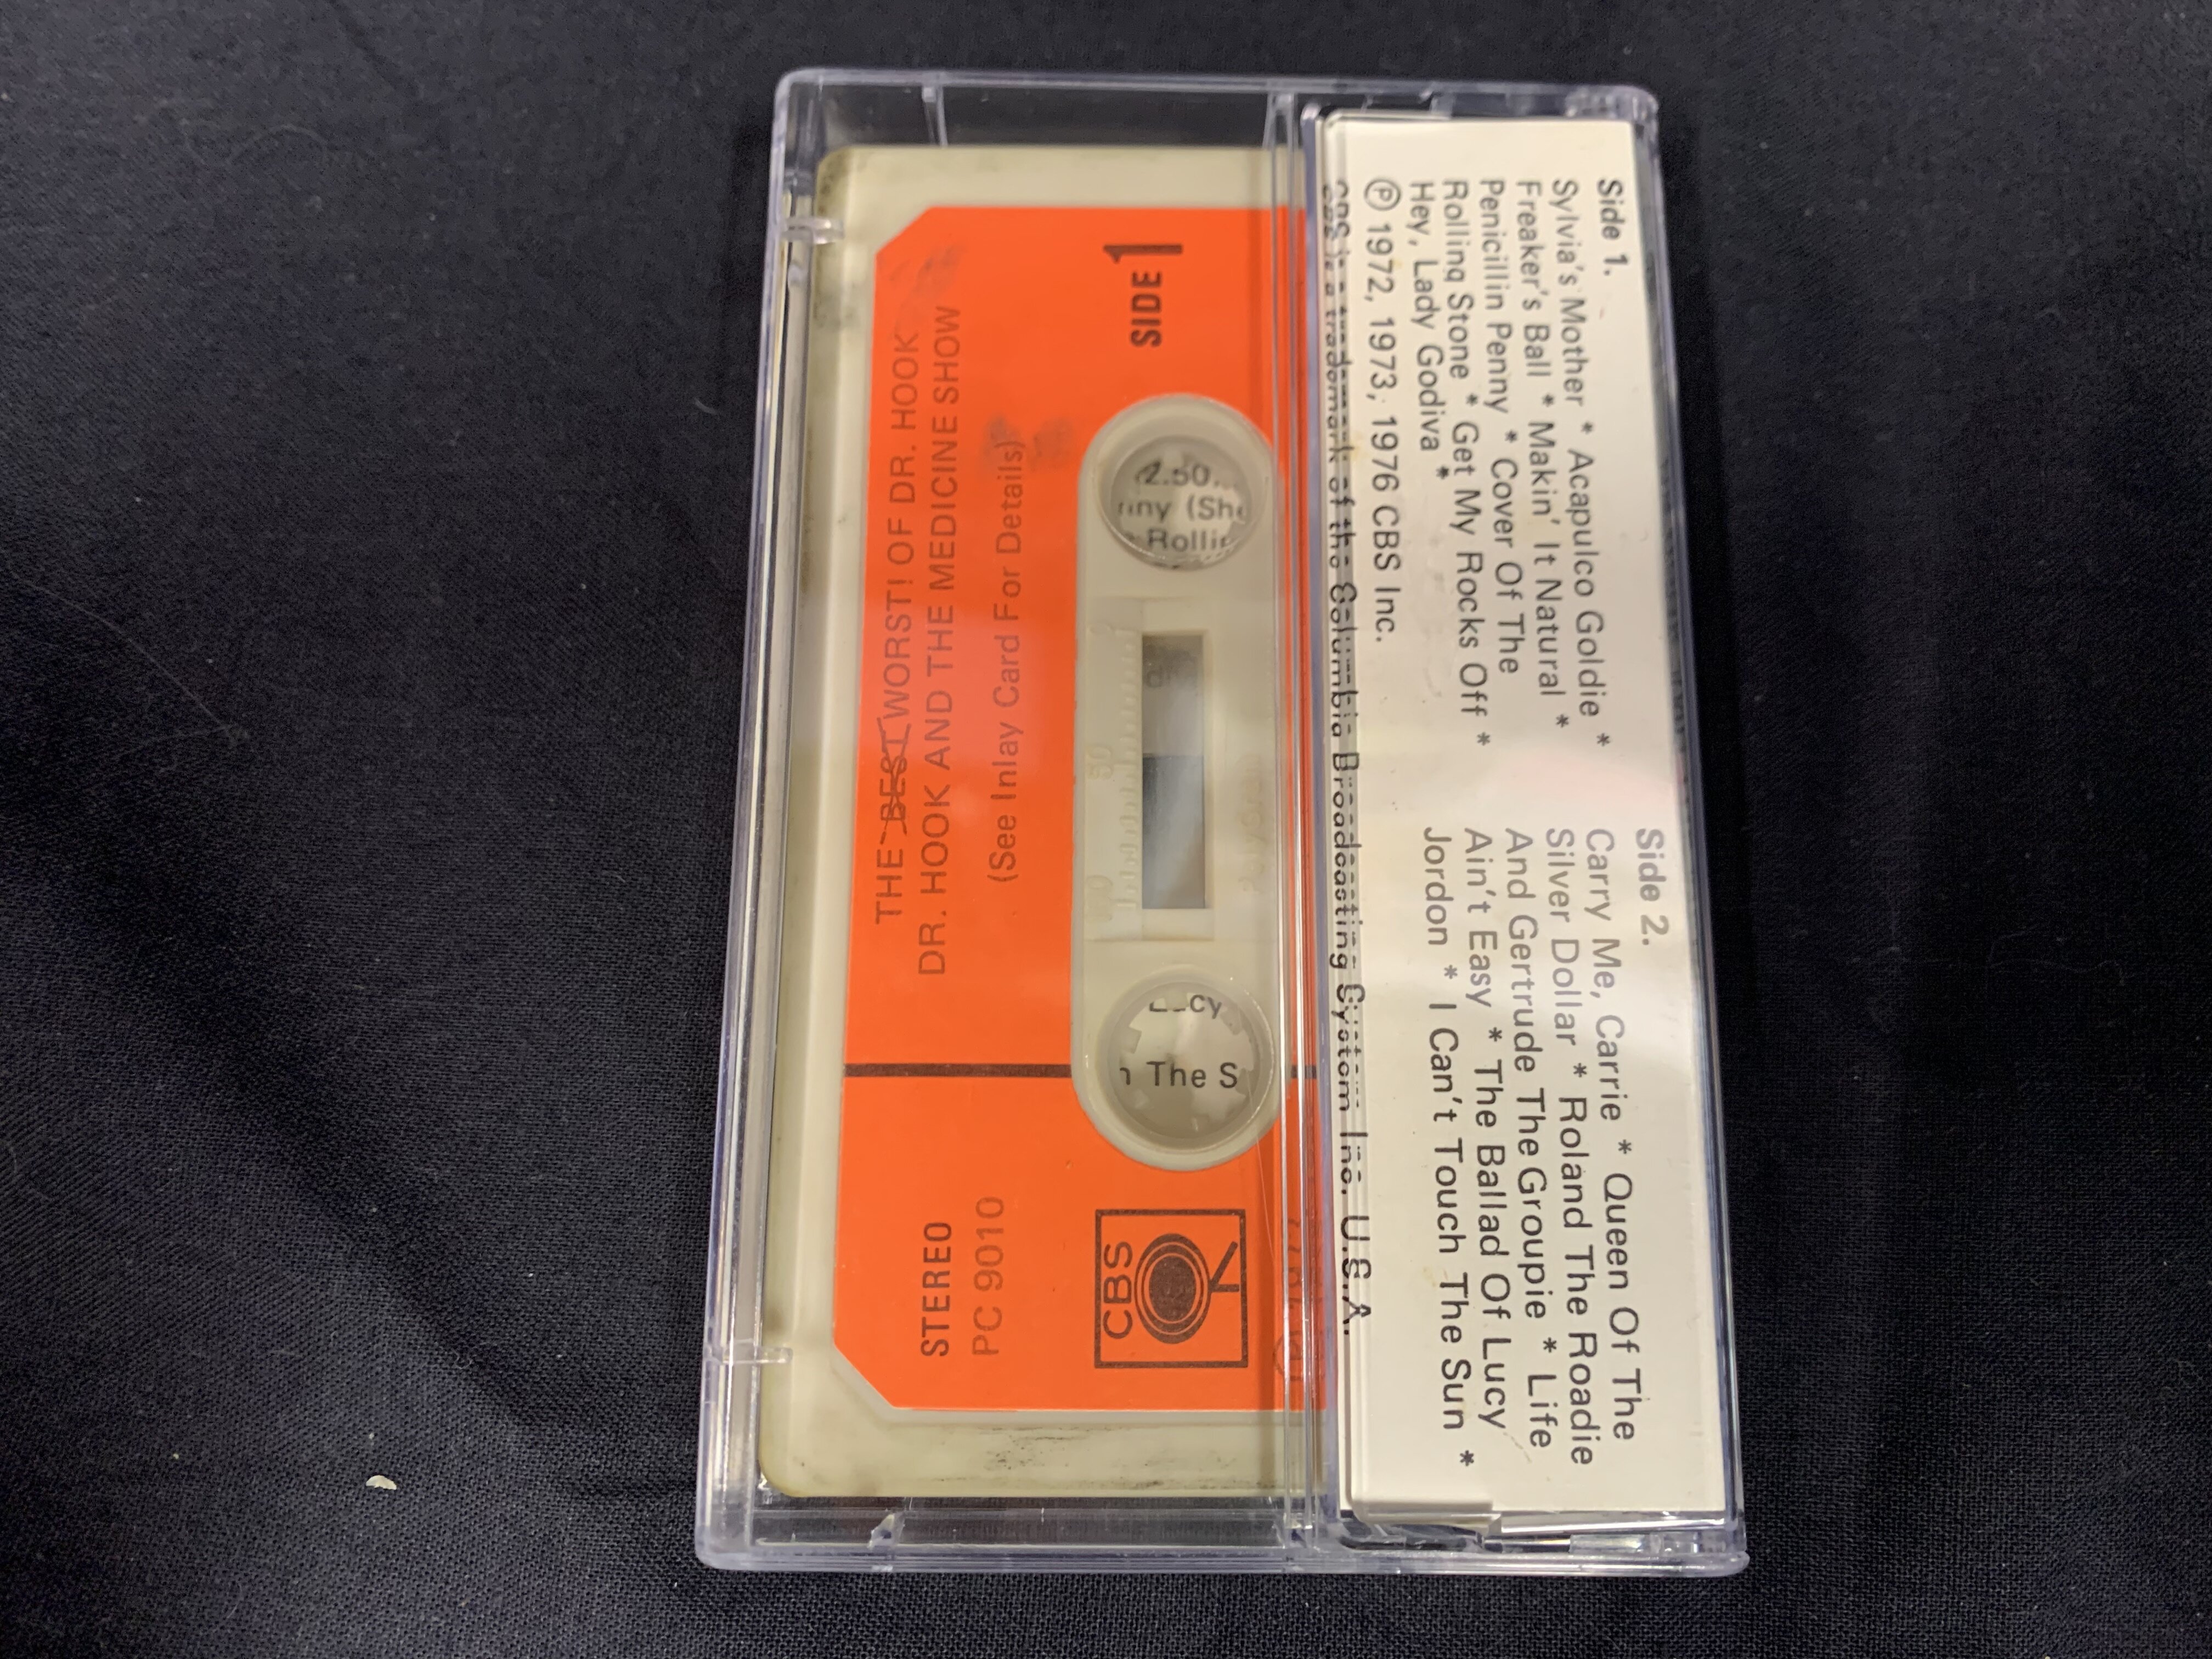 Side 1.
Sylvia's Mother * Acapulco Goldie *
Freaker's Ball * Makin' It Natural *
Penicillin Penny * Cover Of The
Rolling Stone * Get My Rocks Off *
Hey, Lady Godiva *
Ⓟ 1972, 1973, 1976 CBS Inc.
CBS is a trademark of the Columbia Broadcasting System Inc. U.S.A.
Side 2.
Carry Me, Carrie * Queen Of The
Silver Dollar * Roland The Roadie
And Gertrude The Groupie * Life
Ain't Easy * The Ballad Of Lucy
Jordon * I Can't Touch The Sun *
THE BEST WORST! OF DR. HOOK
DR. HOOK AND THE MEDICINE SHOW
(See Inlay Card For Details)
SIDE 1
STEREO
PC 9010
CBS
2.50
Rollin
The S